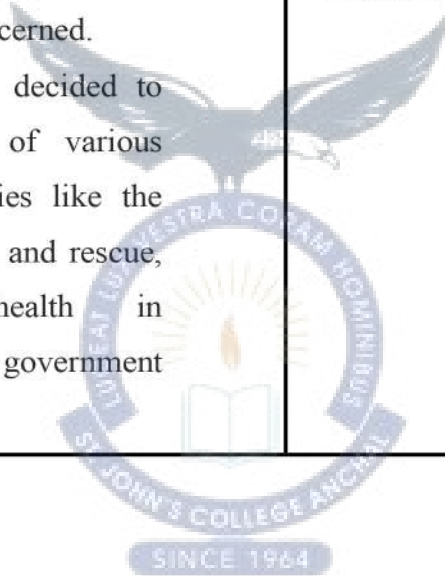 cerned.
decided to
of various
ies like the
and rescue,
health in
government
LUCEAT LUX VESTRA CORAM HOMINIBUS
ST. JOHN'S COLLEGE ANCHAL
SINCE 1964